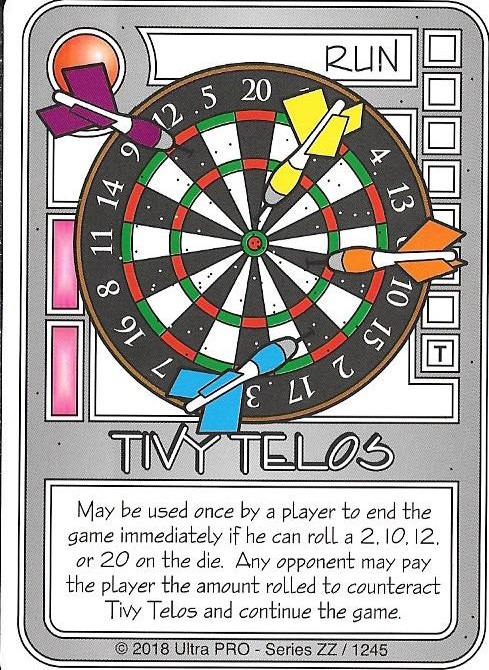 RUN
20
5
12
9
14
11
8
16
7
3
17
2
15
10
13
4
T
TIVY TELOS
May be used once by a player to end the
game immediately if he can roll a 2, 10, 12,
or 20 on the die. Any opponent may pay
the player the amount rolled to counteract
Tivy Telos and continue the game.
© 2018 Ultra PRO - Series ZZ / 1245